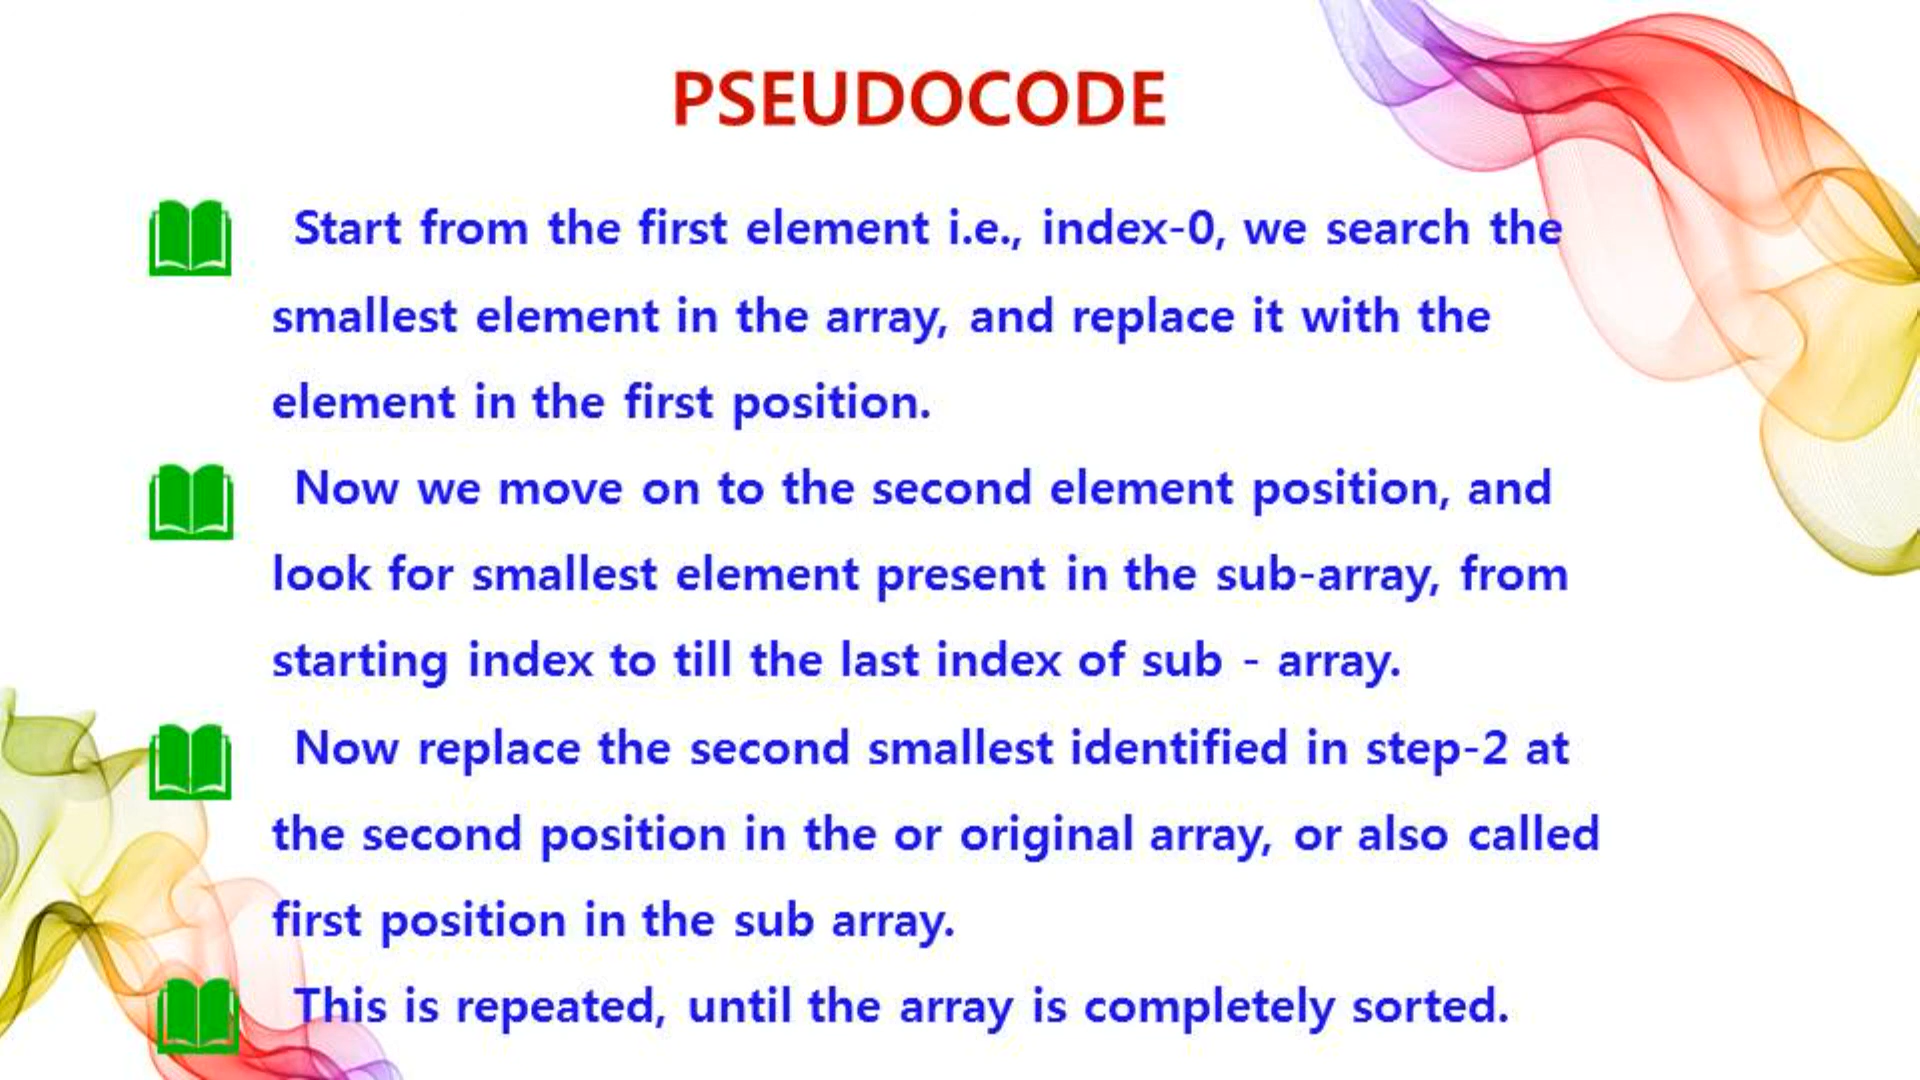 PSEUDOCODE
Start from the first element i.e., index-0, we search the
smallest element in the array, and replace it with the
element in the first position.
Now we move on to the second element position, and
look for smallest element present in the sub-array, from
starting index to till the last index of sub - array.
Now replace the second smallest identified in step-2 at
the second position in the or original array, or also called
first position in the sub array.
This is repeated, until the array is completely sorted.